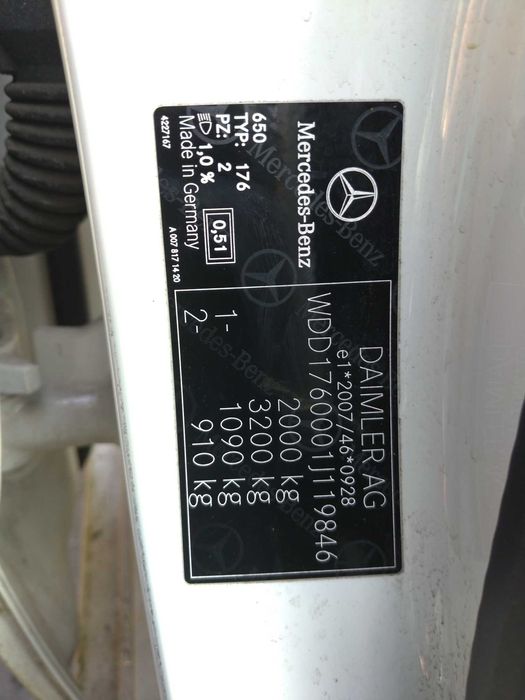 Mercedes-Benz
650
TYP: 176
PZ: 2
1,0 %
0,51
Made in Germany
4227167
A 007 817 14 20
DAIMLER AG
e1*2007/46*0928
WDD1760001J119846
2000 kg
3200 kg
1- 1090 kg
2- 910 kg